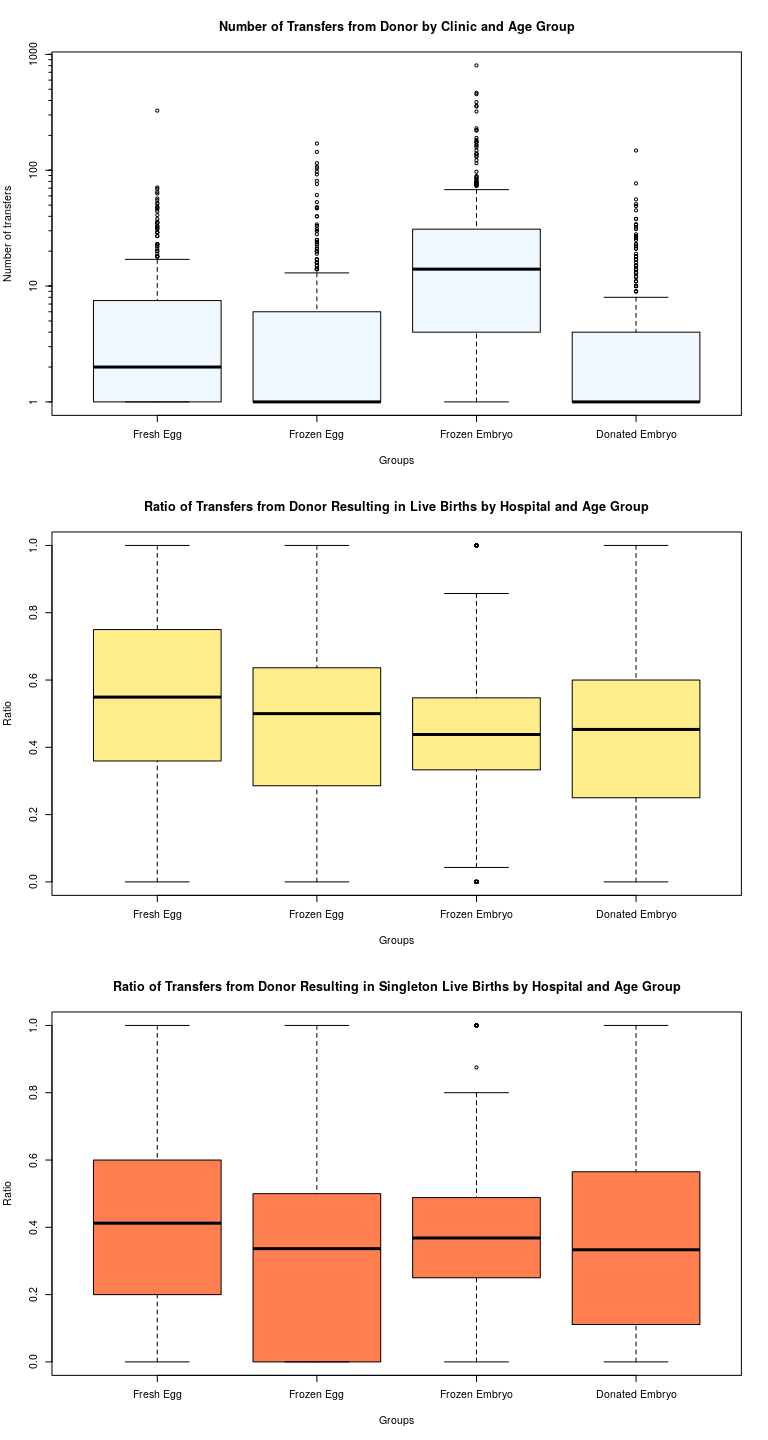 Number of Transfers from Donor by Clinic and Age Group
1000
100
10
1
Number of transfers
Fresh Egg
Frozen Egg
Frozen Embryo
Donated Embryo
Groups
Ratio of Transfers from Donor Resulting in Live Births by Hospital and Age Group
1.0
0.8
0.6
0.4
0.2
0.0
Ratio
Fresh Egg
Frozen Egg
Frozen Embryo
Donated Embryo
Groups
Ratio of Transfers from Donor Resulting in Singleton Live Births by Hospital and Age Group
1.0
0.8
0.6
0.4
0.2
0.0
Ratio
Fresh Egg
Frozen Egg
Frozen Embryo
Donated Embryo
Groups